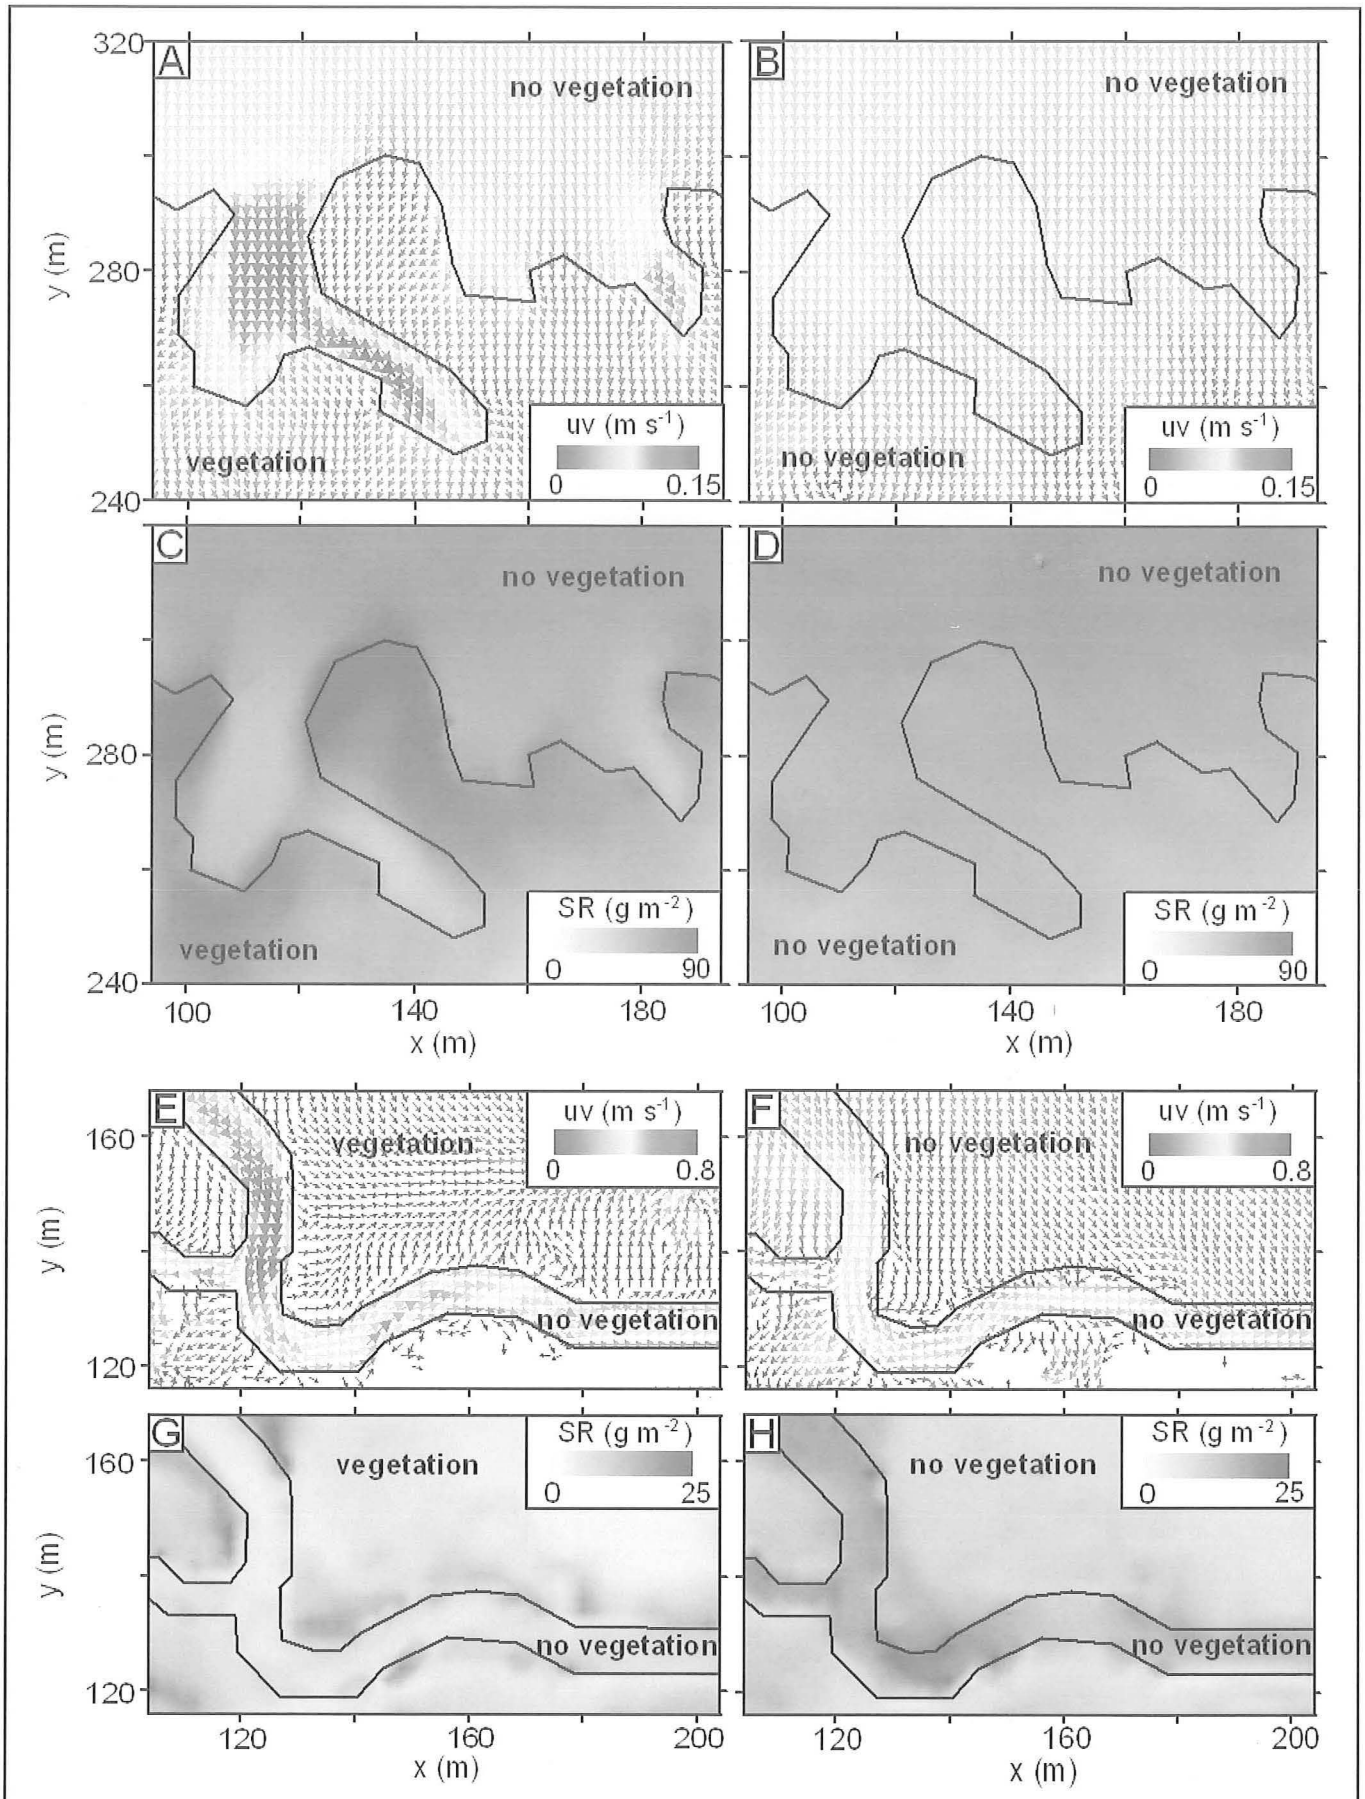 320
A
no vegetation
B
no vegetation
y (m)
280
uv (m s-1)
0 0.15
vegetation
uv (m s-1)
0 0.15
no vegetation
240
C
no vegetation
D
no vegetation
y (m)
280
SR (g m-2)
0 90
vegetation
SR (g m-2)
0 90
no vegetation
240
100 140 180
x (m)
100 140 180
x (m)
E
uv (m s-1)
0 0.8
vegetation
F
uv (m s-1)
0 0.8
no vegetation
160
y (m)
no vegetation
no vegetation
120
G
SR (g m-2)
0 25
vegetation
H
SR (g m-2)
0 25
no vegetation
160
y (m)
no vegetation
no vegetation
120
120 160 200
x (m)
120 160 200
x (m)